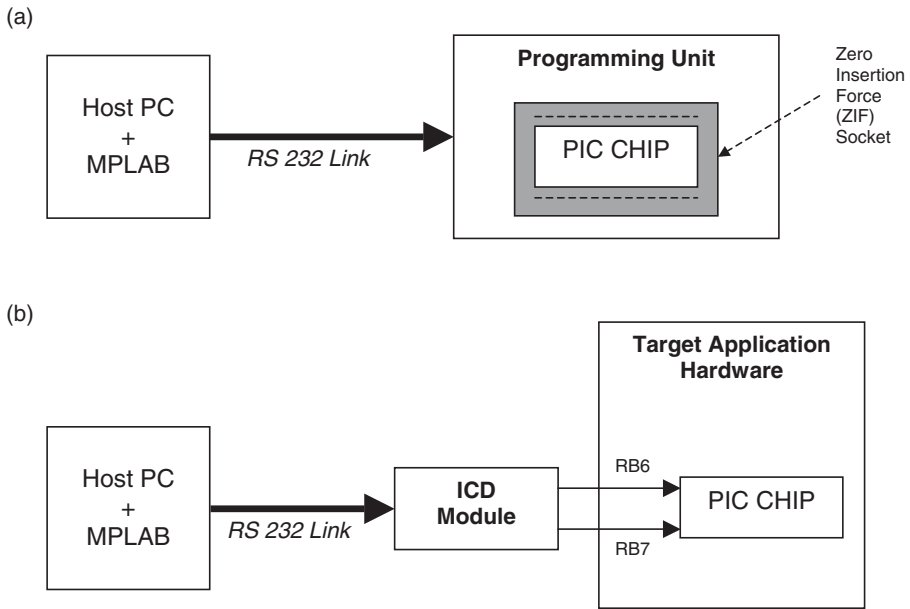 (a)
Host PC
+
MPLAB
RS 232 Link
Programming Unit
PIC CHIP
Zero
Insertion
Force
(ZIF)
Socket
(b)
Host PC
+
MPLAB
RS 232 Link
ICD
Module
Target Application
Hardware
RB6
PIC CHIP
RB7